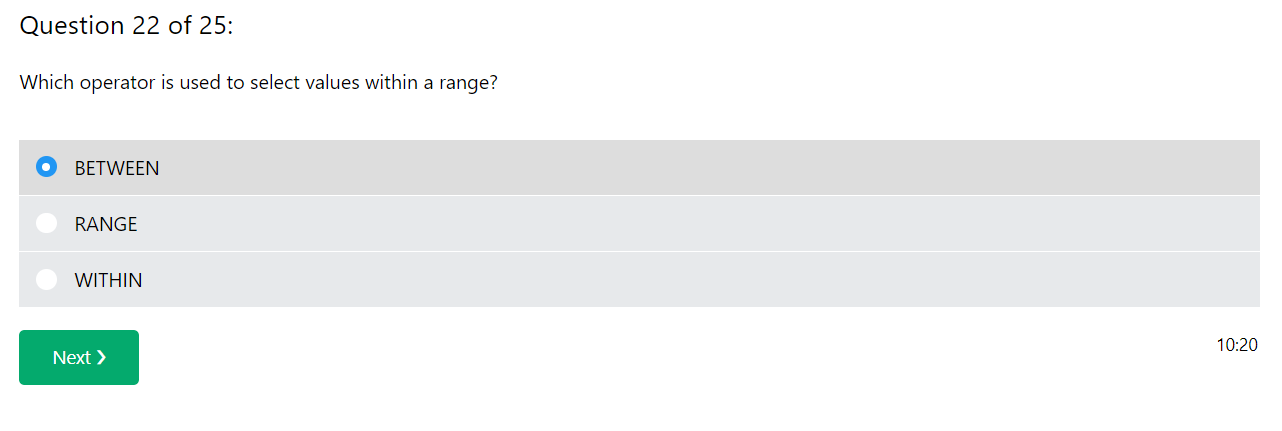 Question 22 of 25:
Which operator is used to select values within a range?
BETWEEN
RANGE
WITHIN
Next ❯
10:20